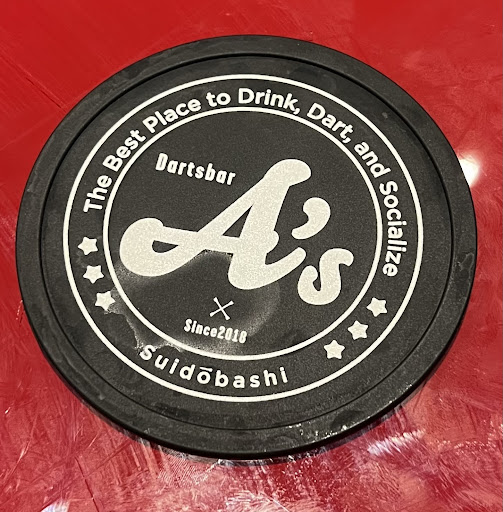 The Best Place to Drink, Dart, and Socialize
Dartsbar
A's
Since2018
Suidōbashi